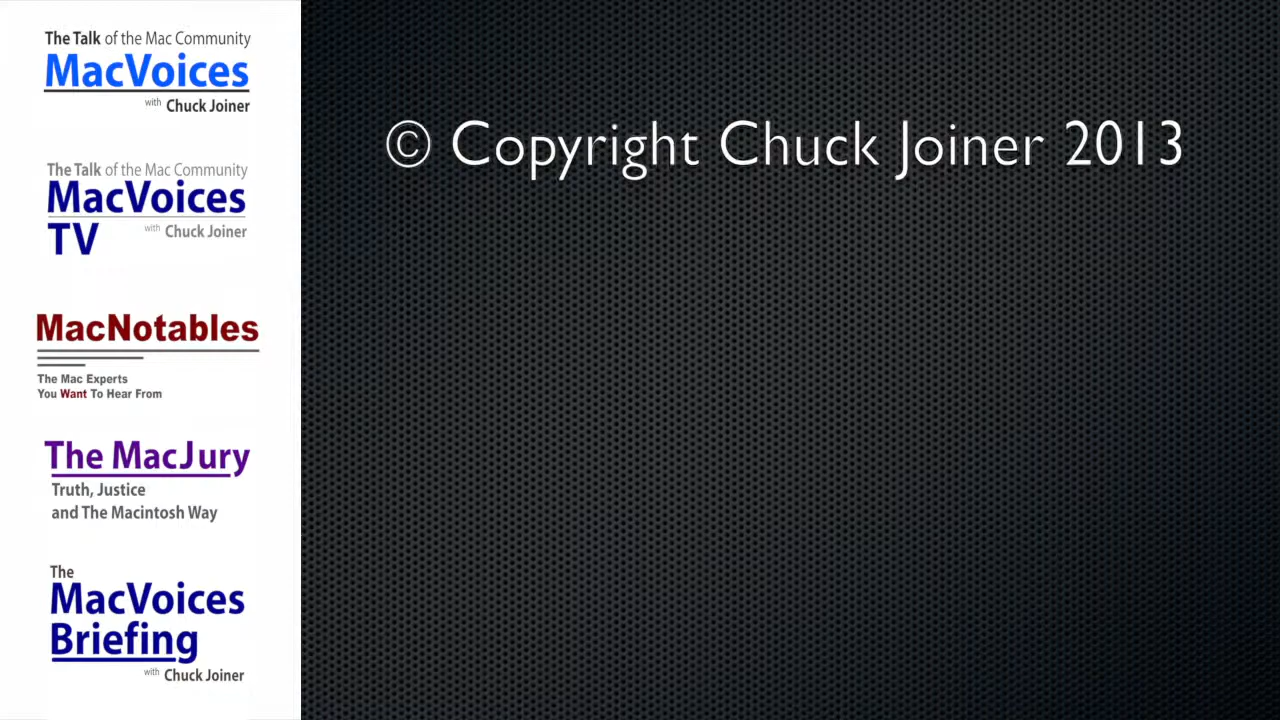 The Talk of the Mac Community
MacVoices
with Chuck Joiner
The Talk of the Mac Community
MacVoices
TV
with Chuck Joiner
MacNotables
The Mac Experts
You Want To Hear From
The MacJury
Truth, Justice
and The Macintosh Way
The
MacVoices
Briefing
with Chuck Joiner
© Copyright Chuck Joiner 2013